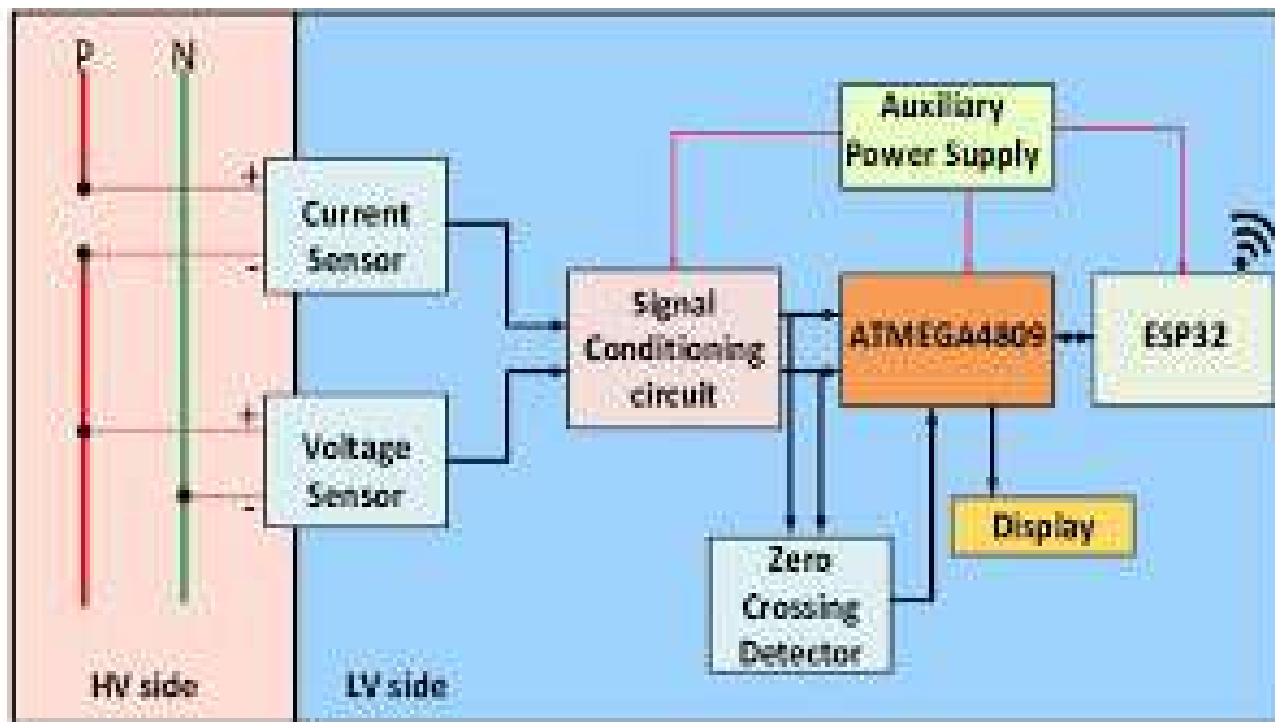 P N
Auxiliary
Power Supply
+
Current
Sensor
-
Signal
Conditioning
circuit
ATMEGA4809
ESP32
+
Voltage
Sensor
-
Display
Zero
Crossing
Detector
HV side
LV side